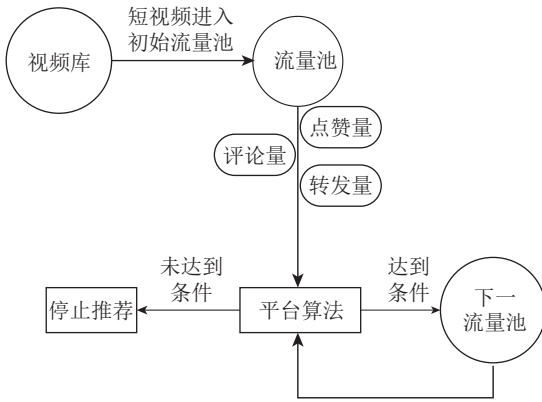 短视频进入
初始流量池
视频库
流量池
点赞量
评论量
转发量
未达到
条件
达到
条件
停止推荐
平台算法
下一
流量池